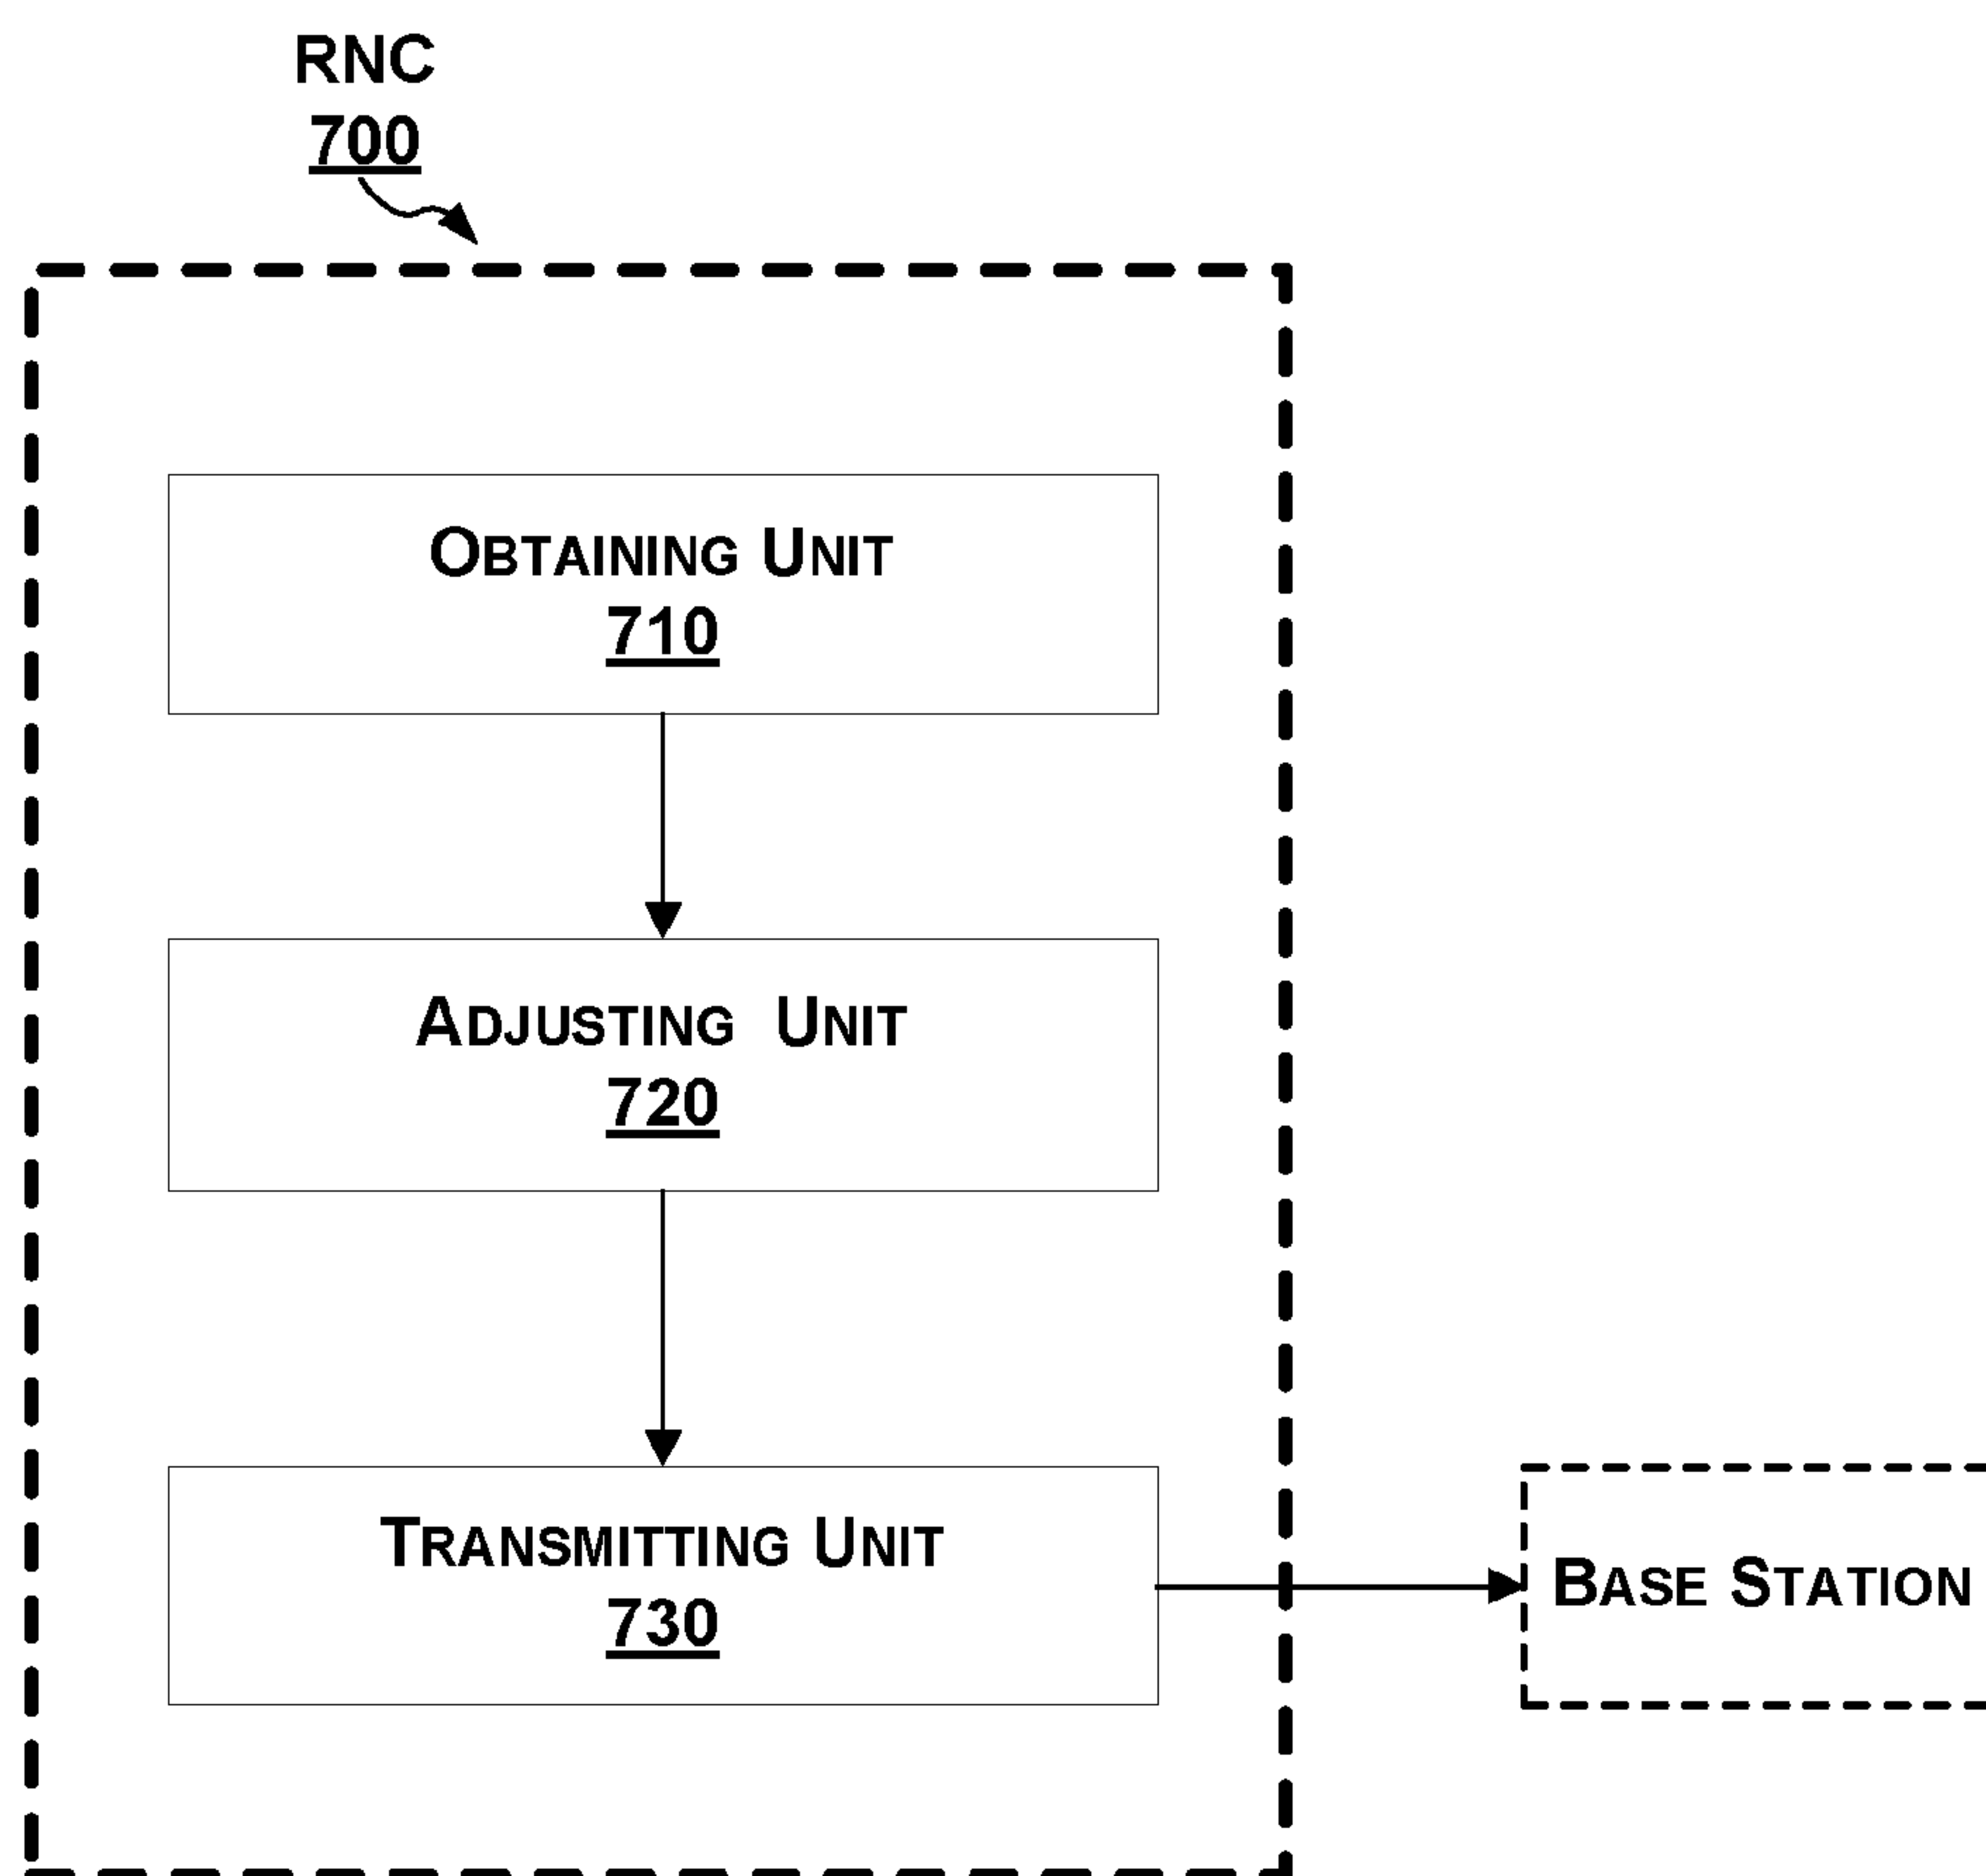 RNC
700
OBTAINING UNIT
710
ADJUSTING UNIT
720
TRANSMITTING UNIT
730
BASE STATION